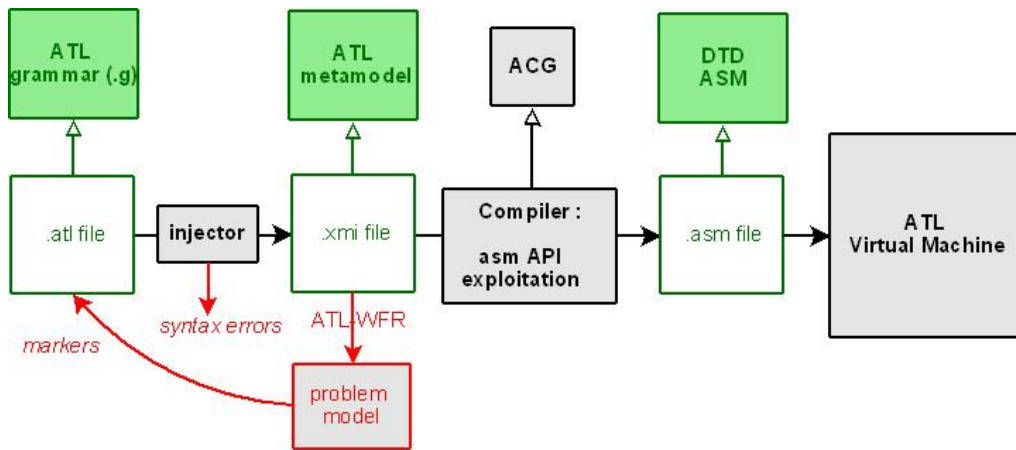 ATL
grammar (.g)
ATL
metamodel
ACG
DTD
ASM
.atl file
injector
.xmi file
Compiler :
asm API
exploitation
.asm file
ATL
Virtual Machine
markers
syntax errors
ATL-WFR
problem
model